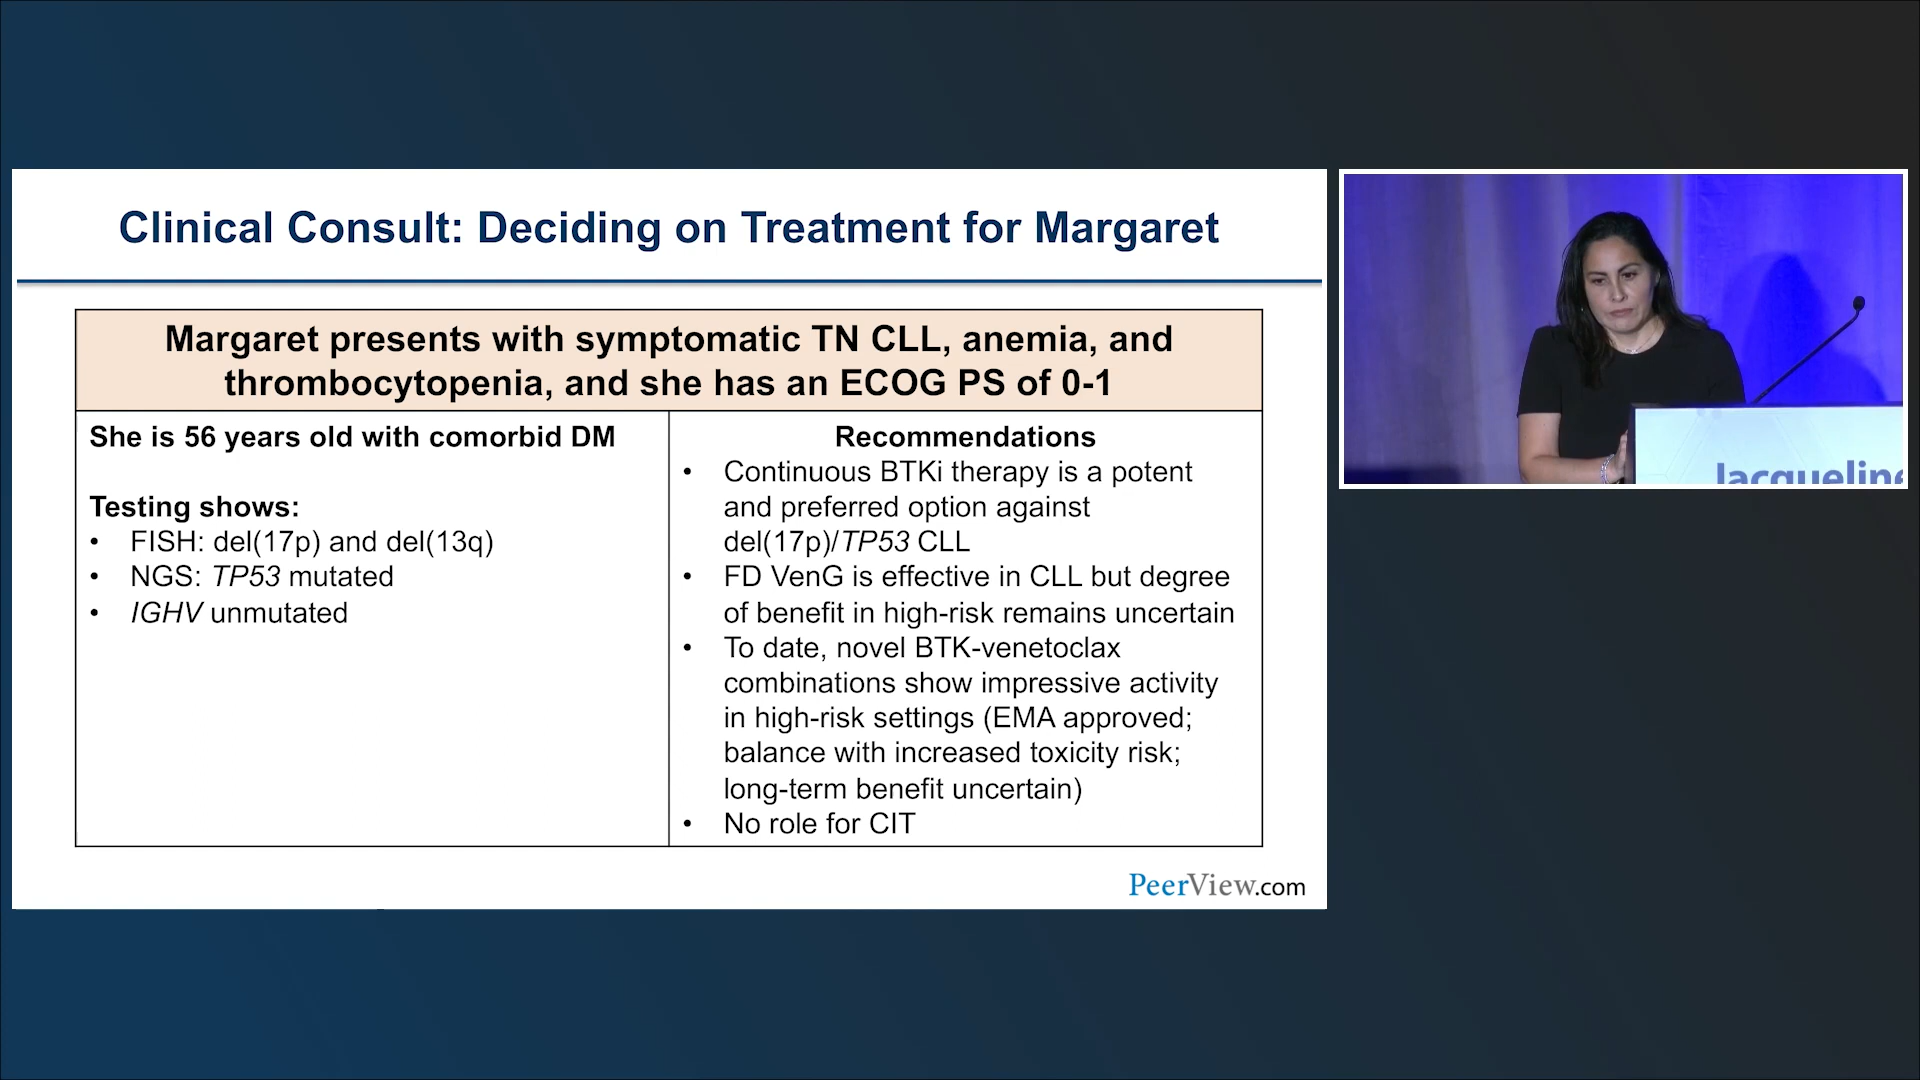 Clinical Consult: Deciding on Treatment for Margaret
Margaret presents with symptomatic TN CLL, anemia, and
thrombocytopenia, and she has an ECOG PS of 0-1
She is 56 years old with comorbid DM
Testing shows:
• FISH: del(17p) and del(13q)
• NGS: TP53 mutated
• IGHV unmutated
Recommendations
• Continuous BTKi therapy is a potent
and preferred option against
del(17p)/TP53 CLL
• FD VenG is effective in CLL but degree
of benefit in high-risk remains uncertain
• To date, novel BTK-venetoclax
combinations show impressive activity
in high-risk settings (EMA approved;
balance with increased toxicity risk;
long-term benefit uncertain)
• No role for CIT
PeerView.com
Jacqueline